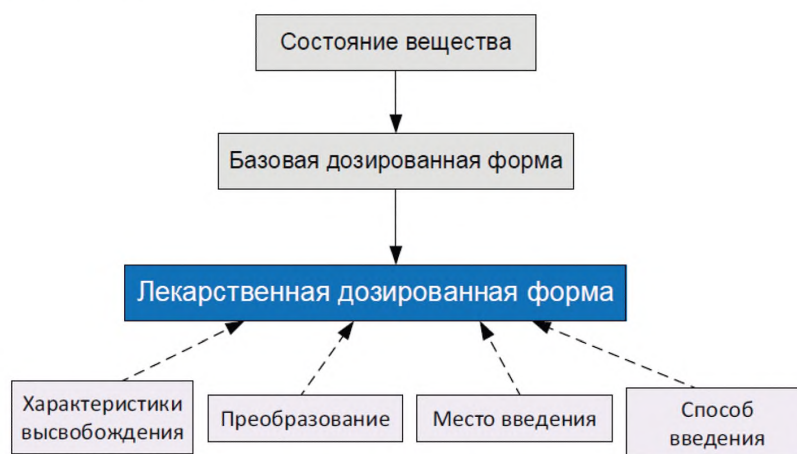 Состояние вещества
Базовая дозированная форма
Лекарственная дозированная форма
Характеристики
высвобождения
Преобразование
Место введения
Способ
введения